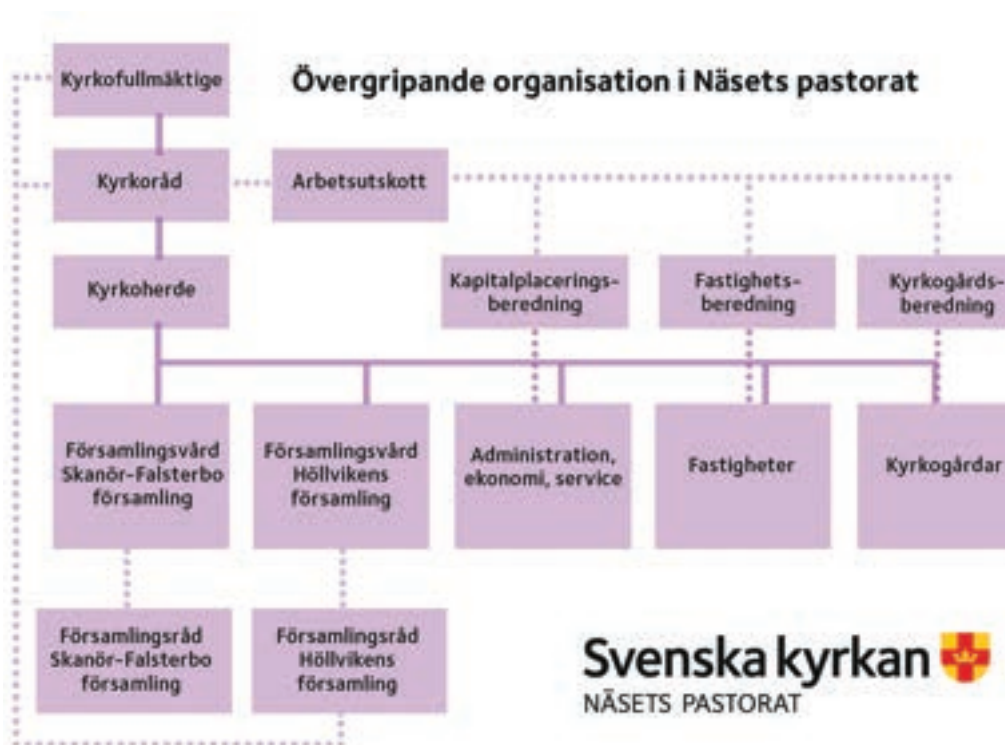 Övergripande organisation i Näsets pastorat
Kyrkofullmäktige
Kyrkoråd
Arbetsutskott
Kyrkoherde
Kapitalplacerings-
beredning
Fastighets-
beredning
Kyrkogårds-
beredning
Församlingsvård
Skanör-Falsterbo
församling
Församlingsvård
Höllvikens
församling
Administration,
ekonomi, service
Fastigheter
Kyrkogårdar
Församlingsråd
Skanör-Falsterbo
församling
Församlingsråd
Höllvikens
församling
Svenska kyrkan
NÄSETS PASTORAT